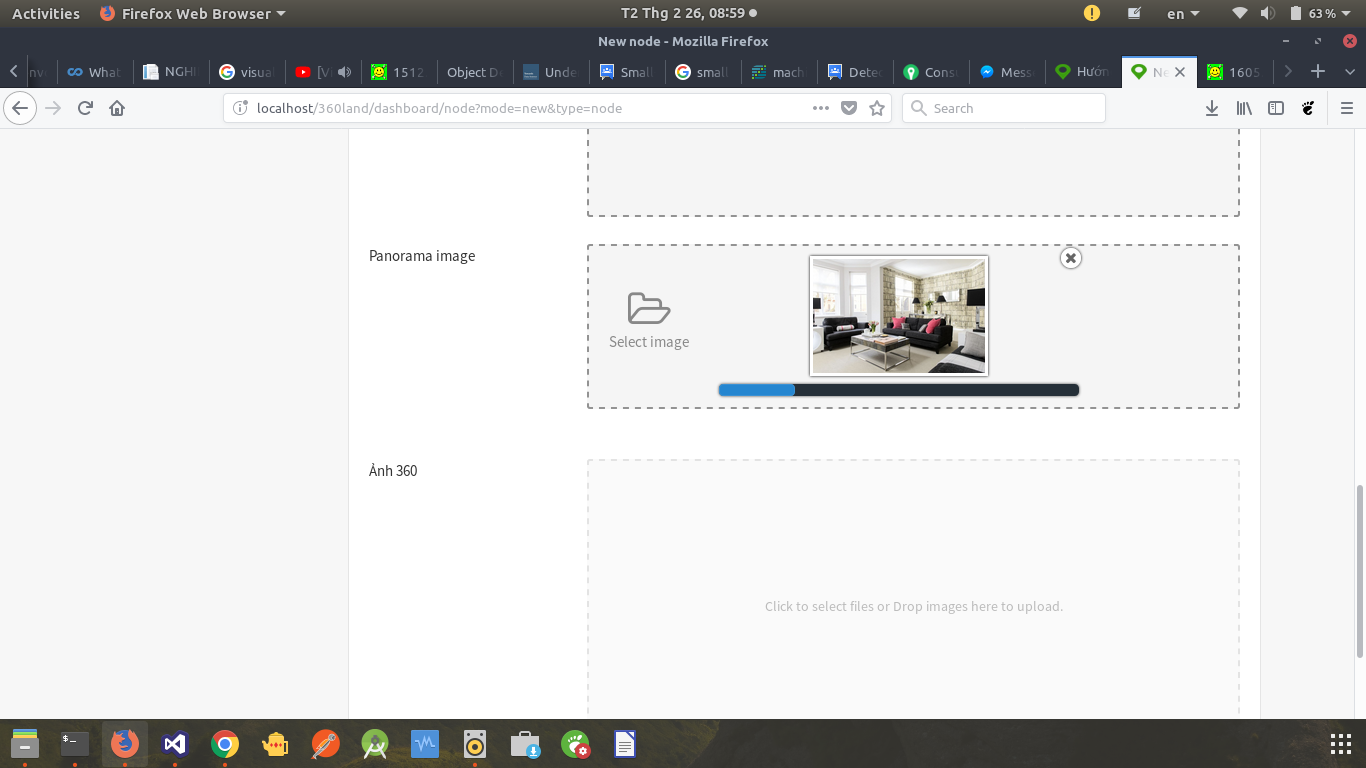 Activities
Firefox Web Browser
T2 Thg 2 26, 08:59
en
63 %
New node - Mozilla Firefox
What
NGHI
visua
[V
1512
Object De
Unde
Small
small
mach
Detec
Cons
Mess
Hướn
Ne
1605
localhost/360land/dashboard/node?mode=new&type=node
Search
Panorama image
Select image
Ảnh 360
Click to select files or Drop images here to upload.